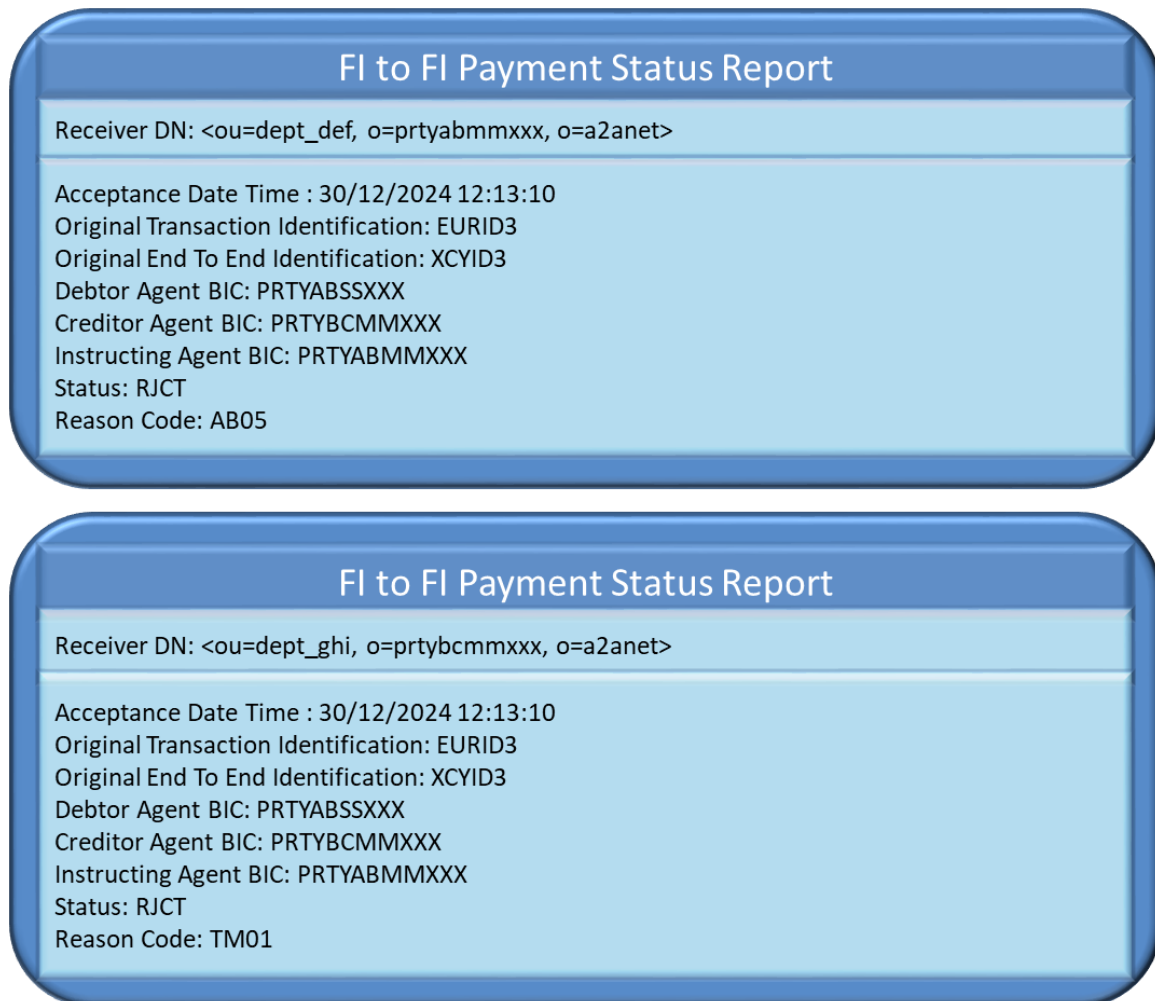 FI to FI Payment Status Report
Receiver DN: <ou=dept_def, o=prtyabmmxxx, o=a2anet>
Acceptance Date Time : 30/12/2024 12:13:10
Original Transaction Identification: EURID3
Original End To End Identification: XCYID3
Debtor Agent BIC: PRTYABSSXXX
Creditor Agent BIC: PRTYBCMMXXX
Instructing Agent BIC: PRTYABMMXXX
Status: RJCT
Reason Code: AB05
FI to FI Payment Status Report
Receiver DN: <ou=dept_ghi, o=prtybcmmxxx, o=a2anet>
Acceptance Date Time : 30/12/2024 12:13:10
Original Transaction Identification: EURID3
Original End To End Identification: XCYID3
Debtor Agent BIC: PRTYABSSXXX
Creditor Agent BIC: PRTYBCMMXXX
Instructing Agent BIC: PRTYABMMXXX
Status: RJCT
Reason Code: TM01